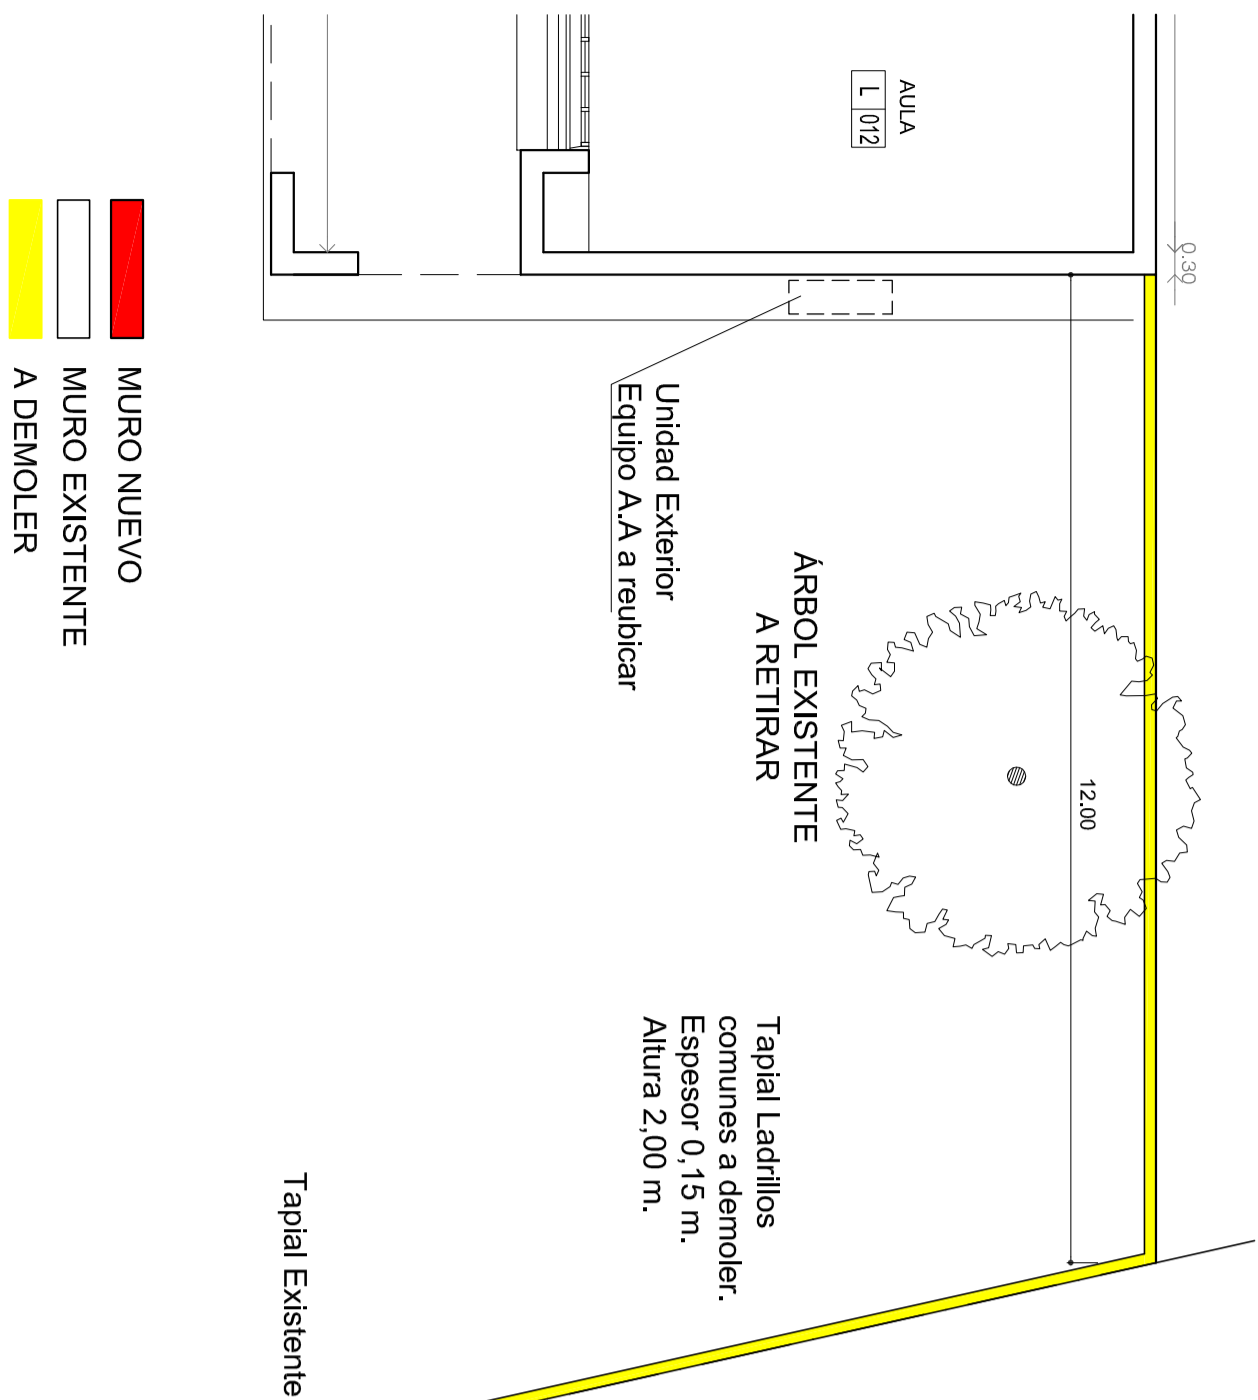 AULA
L 012
0.30
Unidad Exterior
Equipo A.A a reubicar
ÁRBOL EXISTENTE
A RETIRAR
12.00
Tapial Ladrillos
comunes a demoler.
Espesor 0,15 m.
Altura 2,00 m.
Tapial Existente
MURO NUEVO
MURO EXISTENTE
A DEMOLER